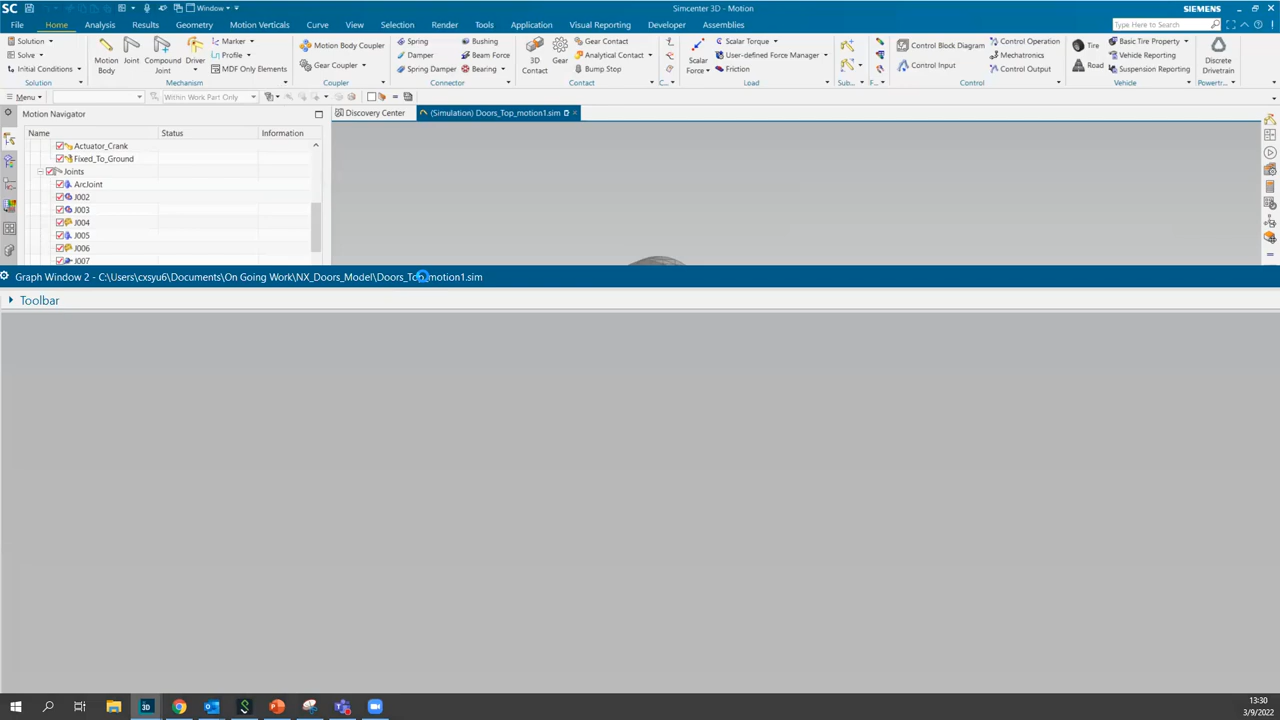 SC Window Simcenter 3D - Motion SIEMENS
File Home Analysis Results Geometry Motion Verticals Curve View Selection Render Tools Application Visual Reporting Developer Assemblies Type Here to Search
Solution Marker Spring Bushing Gear Contact Scalar Torque Control Block Diagram Control Operation Basic Tire Property
Motion Body Coupler
Solve Motion Body Joint Compound Joint Driver Profile Damper Beam Force 3D Contact Gear Analytical Contact Scalar Force User-defined Force Manager Mechatronics Tire Vehicle Reporting Discrete Drivetrain
Gear Coupler Control Input
Initial Conditions MDF Only Elements Spring Damper Bearing Bump Stop Friction Control Output Road Suspension Reporting
Solution Mechanism Coupler Connector Contact C... Load Sub... F... Control Vehicle Powertr...
Menu Within Work Part Only
Motion Navigator Discovery Center (Simulation) Doors_Top_motion1.sim
Name Status Information
Actuator_Crank
Fixed_To_Ground
Joints
ArcJoint
J002
J003
J004
J005
J006
J007
Graph Window 2 - C:\Users\cxsyu6\Documents\On Going Work\NX_Doors_Model\Doors_Top_motion1.sim
Toolbar
3D
13:30
3/9/2022